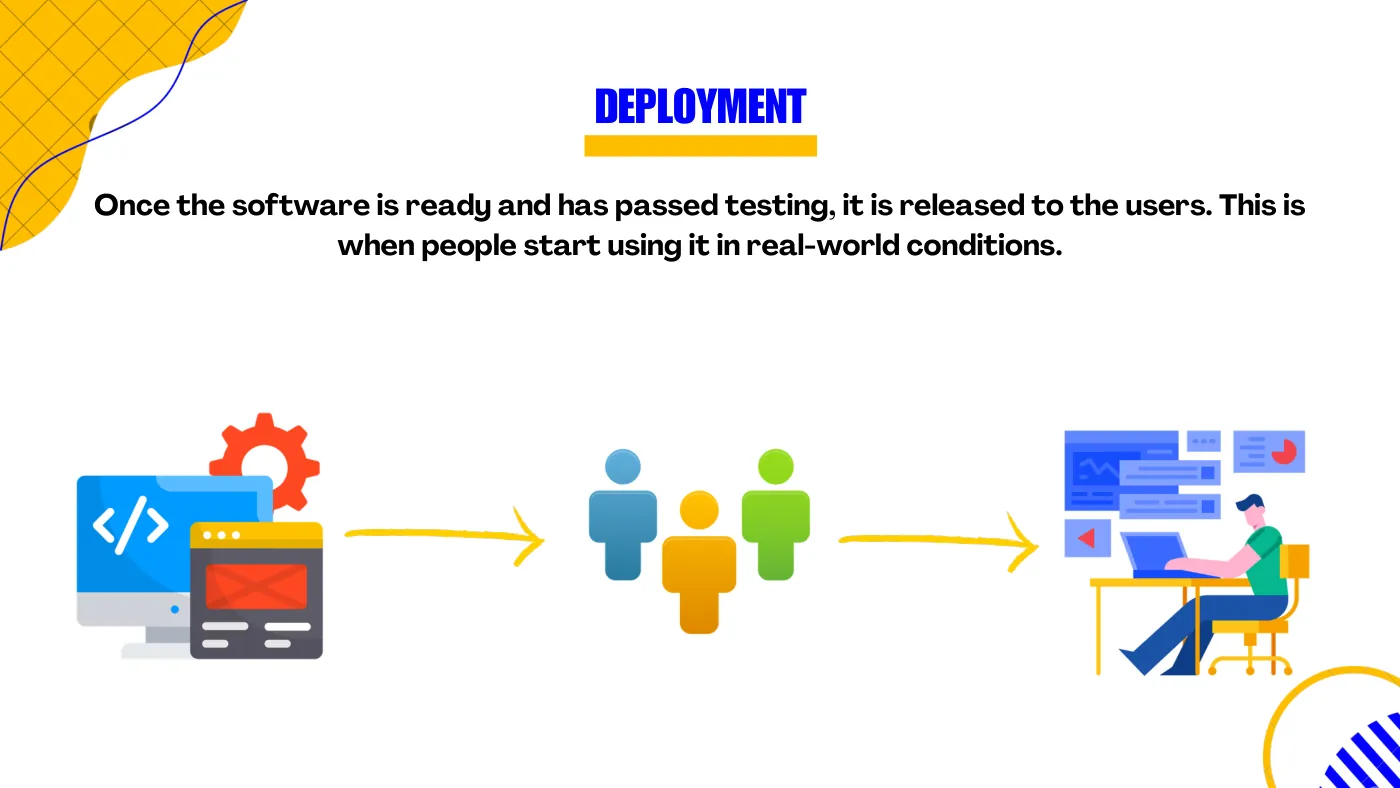 DEPLOYMENT
Once the software is ready and has passed testing, it is released to the users. This is
when people start using it in real-world conditions.